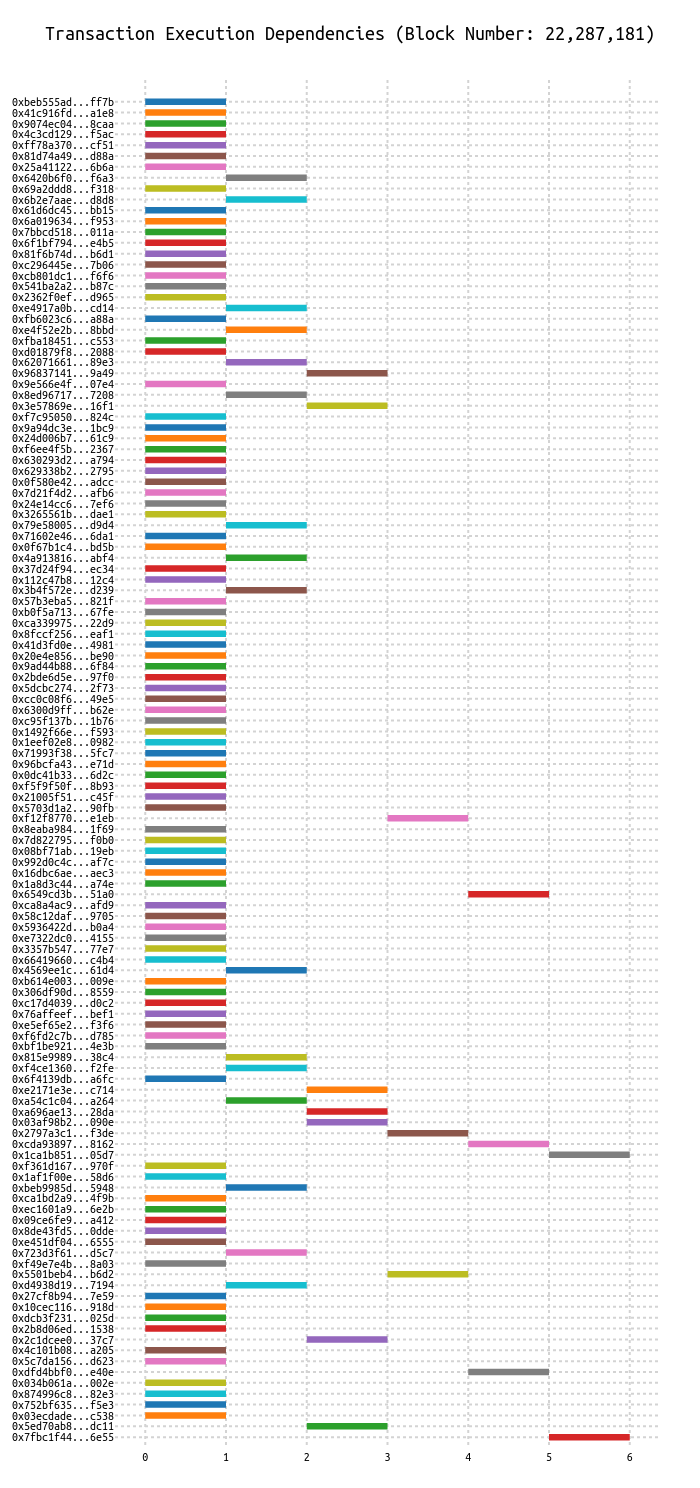 Transaction Execution Dependencies (Block Number: 22,287,181)
0xbeb555ad...ff7b
0x41c916fd...a1e8
0x9074ec04...8caa
0x4c3cd129...f5ac
0xff78a370...cf51
0x81d74a49...d88a
0x25a41122...6b6a
0x6420b6f0...f6a3
0x69a2ddd8...f318
0x6b2e7aae...d8d8
0x61d6dc45...bb15
0x6a019634...f953
0x7bbcd518...011a
0x6f1bf794...e4b5
0x81f6b74d...b6d1
0xc296445e...7b06
0xcb801dc1...f6f6
0x541ba2a2...b87c
0x2362f0ef...d965
0xe4917a0b...cd14
0xfb6023c6...a88a
0xe4f52e2b...8bbd
0xfba18451...c553
0xd01879f8...2088
0x62071661...89e3
0x96837141...9a49
0x9e566e4f...07e4
0x8ed96717...7208
0x3e57869e...16f1
0xf7c95050...824c
0x9a94dc3e...1bc9
0x24d006b7...61c9
0xf6ee4f5b...2367
0x630293d2...a794
0x629338b2...2795
0x0f580e42...adcc
0x7d21f4d2...afb6
0x24e14cc6...7ef6
0x3265561b...dae1
0x79e58005...d9d4
0x71602e46...6da1
0x0f67b1c4...bd5b
0x4a913816...abf4
0x37d24f94...ec34
0x112c47b8...12c4
0x3b4f572e...d239
0x57b3eba5...821f
0xb0f5a713...67fe
0xca339975...22d9
0x8fccf256...eaf1
0x41d3fd0e...4981
0x20e4e856...be90
0x9ad44b88...6f84
0x2bde6d5e...97f0
0x5dcbc274...2f73
0xcc0c08f6...49e5
0x6300d9ff...b62e
0xc95f137b...1b76
0x1492f66e...f593
0x1eef02e8...0982
0x71993f38...5fc7
0x96bcfa43...e71d
0x0dc41b33...6d2c
0xf5f9f50f...8b93
0x21005f51...c45f
0x5703d1a2...90fb
0xf12f8770...e1eb
0x8eaba984...1f69
0x7d822795...f0b0
0x08bf71ab...19eb
0x992d0c4c...af7c
0x16dbc6ae...aec3
0x1a8d3c44...a74e
0x6549cd3b...51a0
0xca8a4ac9...afd9
0x58c12daf...9705
0x5936422d...b0a4
0xe7322dc0...4155
0x3357b547...77e7
0x66419660...c4b4
0x4569ee1c...61d4
0xb614e003...009e
0x306df90d...8559
0xc17d4039...d0c2
0x76affeef...bef1
0xe5ef65e2...f3f6
0xf6fd2c7b...d785
0xbf1be921...4e3b
0x815e9989...38c4
0xf4ce1360...f2fe
0x6f4139db...a6fc
0xe2171e3e...c714
0xa54c1c04...a264
0xa696ae13...28da
0x03af98b2...090e
0x2797a3c1...f3de
0xcda93897...8162
0x1ca1b851...05d7
0xf361d167...970f
0x1af1f00e...58d6
0xbeb9985d...5948
0xca1bd2a9...4f9b
0xec1601a9...6e2b
0x09ce6fe9...a412
0x8de43fd5...0dde
0xe451df04...6555
0x723d3f61...d5c7
0xf49e7e4b...8a03
0x5501beb4...b6d2
0xd4938d19...7194
0x27cf8b94...7e59
0x10cec116...918d
0xdcb3f231...025d
0x2b8d06ed...1538
0x2c1dcee0...37c7
0x4c101b08...a205
0x5c7da156...d623
0xdfd4bbf0...e40e
0x034b061a...002e
0x874996c8...82e3
0x752bf635...f5e3
0x03ecdade...c538
0x5ed70ab8...dc11
0x7fbc1f44...6e55
0 1 2 3 4 5 6